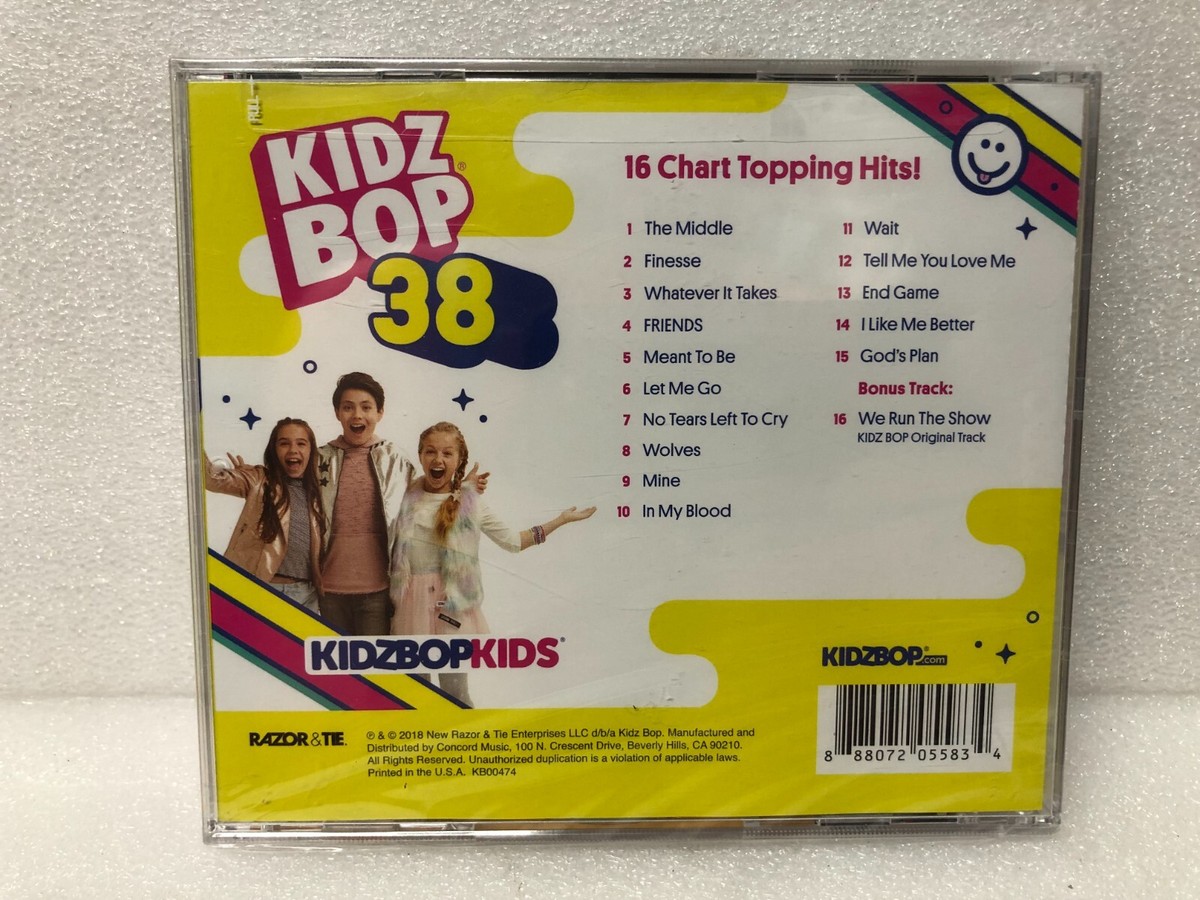 KIDZ
BOP®
38
16 Chart Topping Hits!
1 The Middle
2 Finesse
3 Whatever It Takes
4 FRIENDS
5 Meant To Be
6 Let Me Go
7 No Tears Left To Cry
8 Wolves
9 Mine
10 In My Blood
11 Wait
12 Tell Me You Love Me
13 End Game
14 I Like Me Better
15 God's Plan
Bonus Track:
16 We Run The Show
KIDZ BOP Original Track
KIDZBOPKIDS®
KIDZBOP®.com
RAZOR & TIE.
℗ & © 2018 New Razor & Tie Enterprises LLC d/b/a Kidz Bop. Manufactured and
Distributed by Concord Music, 100 N. Crescent Drive, Beverly Hills, CA 90210.
All Rights Reserved. Unauthorized duplication is a violation of applicable laws.
Printed in the U.S.A. KB00474
8 88072 05583 4